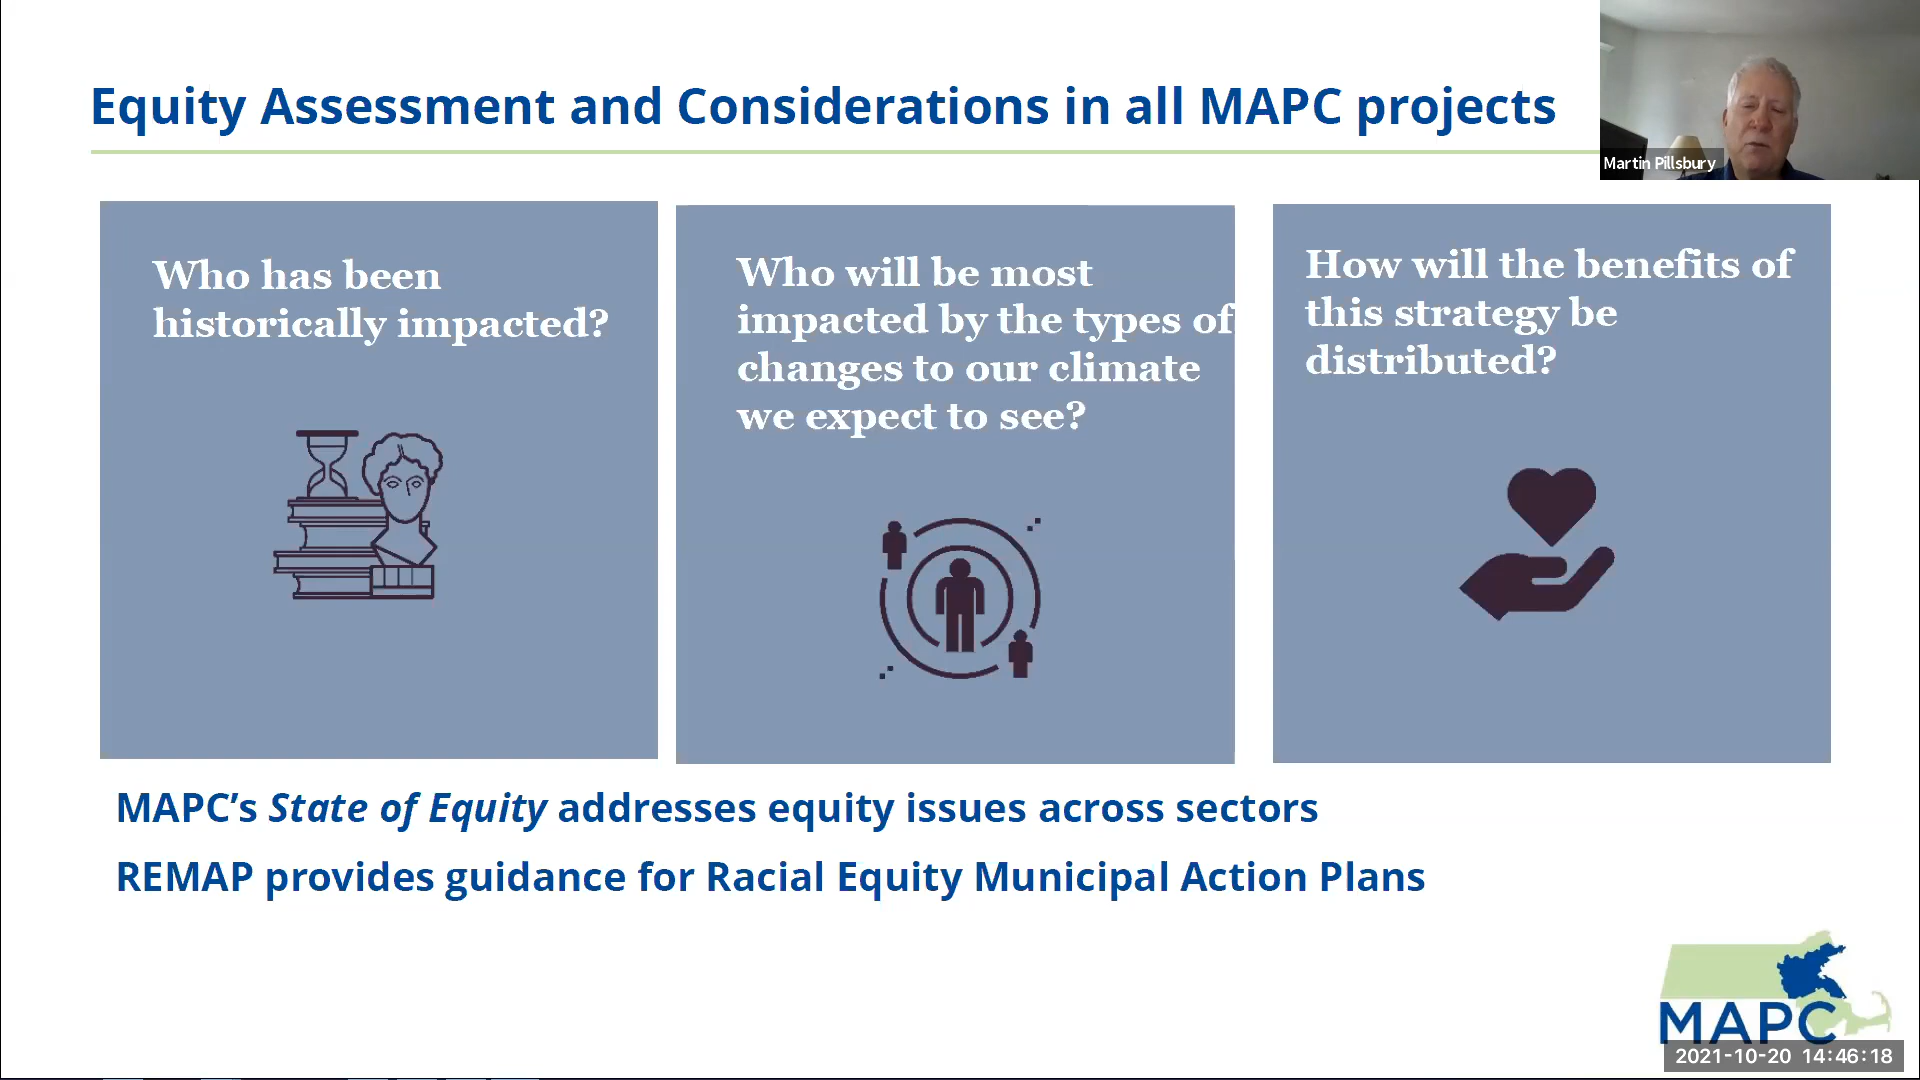 Equity Assessment and Considerations in all MAPC projects
Martin Pillsbury
Who has been
historically impacted?
Who will be most
impacted by the types of
changes to our climate
we expect to see?
How will the benefits of
this strategy be
distributed?
MAPC’s State of Equity addresses equity issues across sectors
REMAP provides guidance for Racial Equity Municipal Action Plans
MAPC
2021-10-20 14:46:18